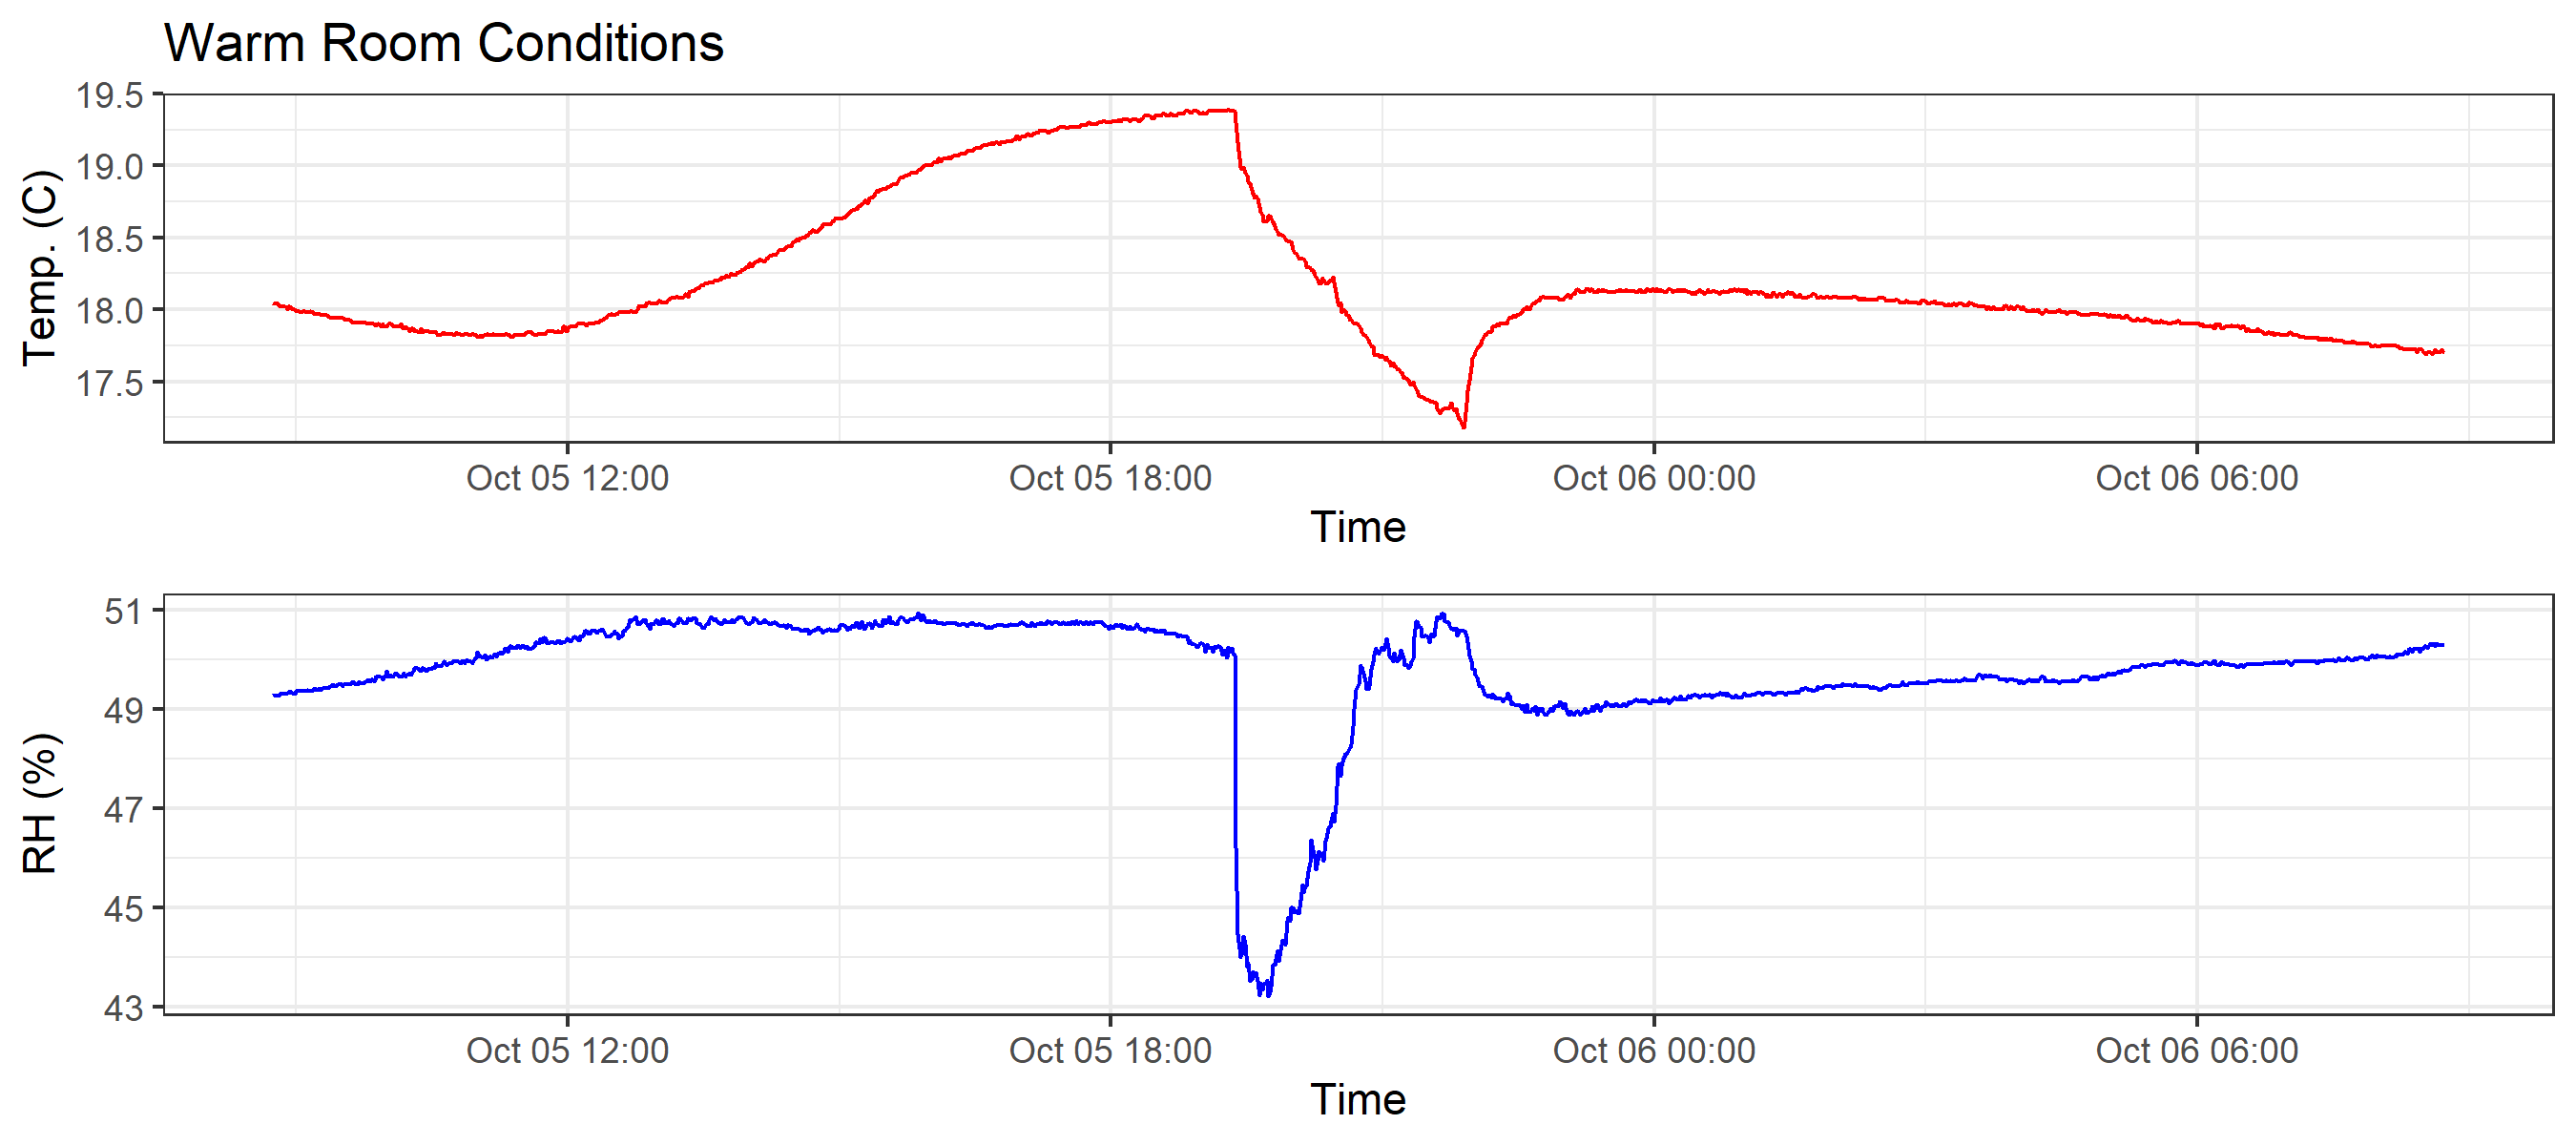 Warm Room Conditions
Temp. (C)
19.5
19.0
18.5
18.0
17.5
Oct 05 12:00 Oct 05 18:00 Oct 06 00:00 Oct 06 06:00
Time
RH (%)
51
49
47
45
43
Oct 05 12:00 Oct 05 18:00 Oct 06 00:00 Oct 06 06:00
Time